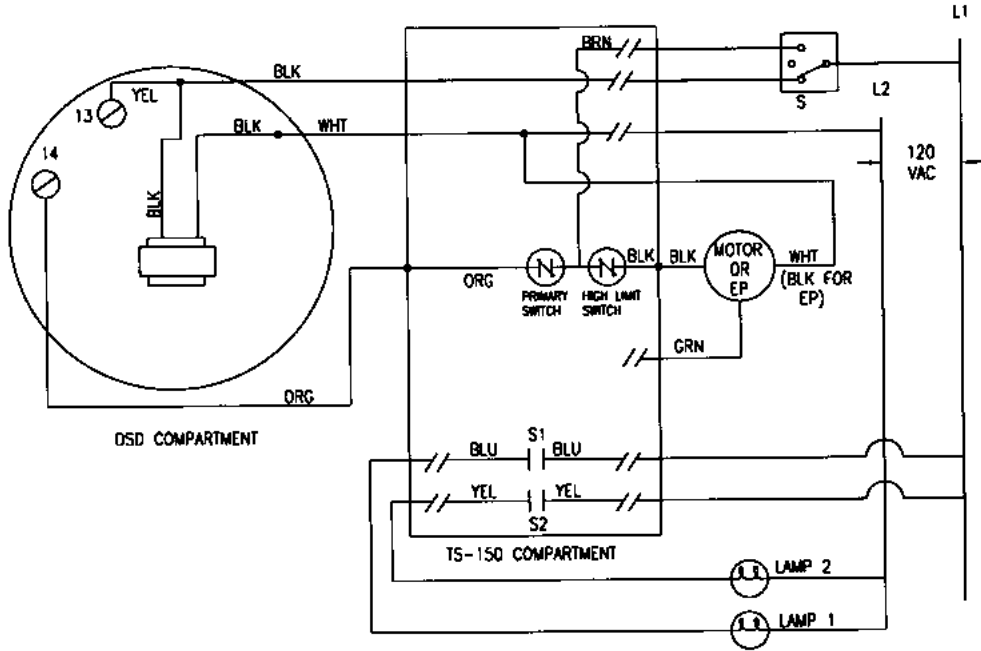 L1
BRN
BLK
S
L2
YEL
13
BLK
WHT
120
VAC
14
BLK
ORG
PRIMARY
SWITCH
HIGH LIMIT
SWITCH
BLK
BLK
MOTOR
OR
EP
WHT
(BLK FOR
EP)
GRN
ORG
OSD COMPARTMENT
S1
BLU
BLU
YEL
YEL
S2
TS-150 COMPARTMENT
LAMP 2
LAMP 1